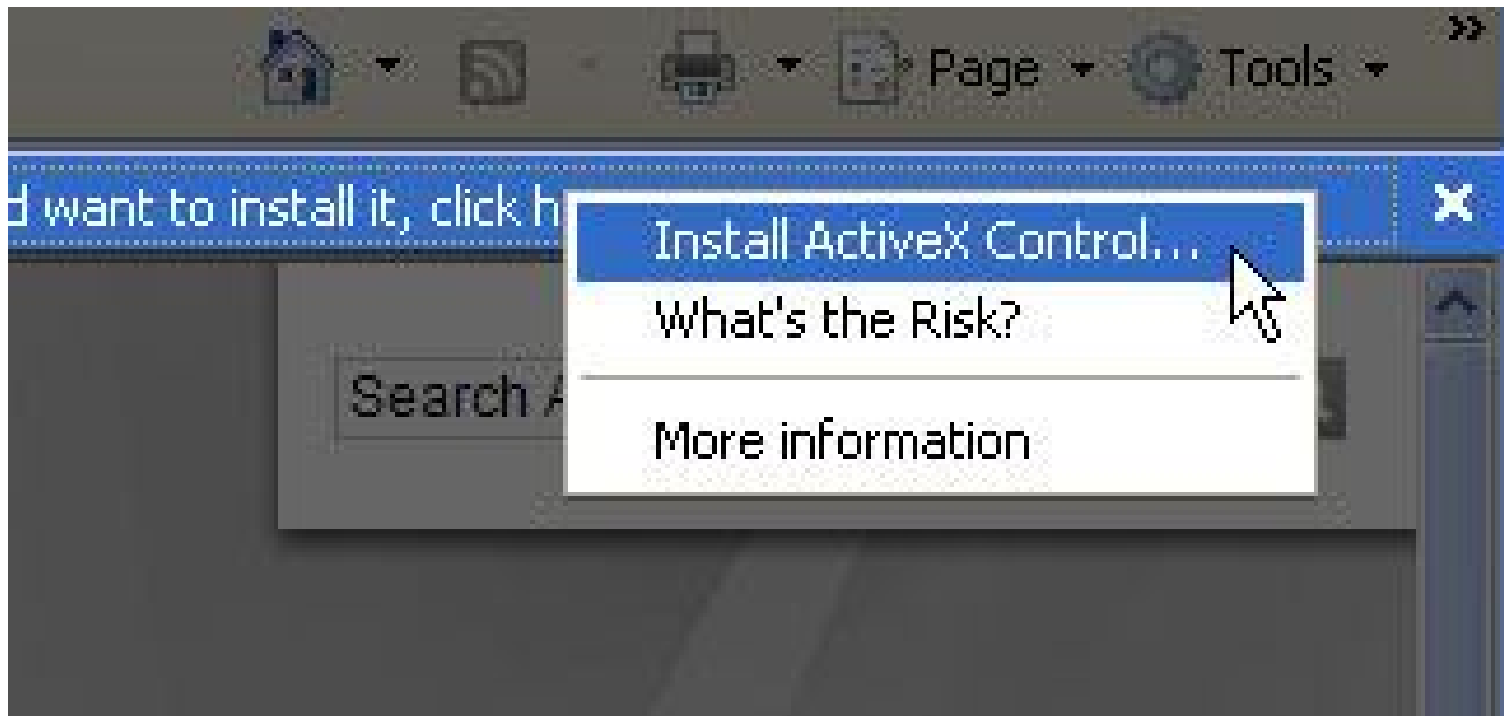 Page
Tools
d want to install it, click h
Install ActiveX Control...
What's the Risk?
Search A
More information